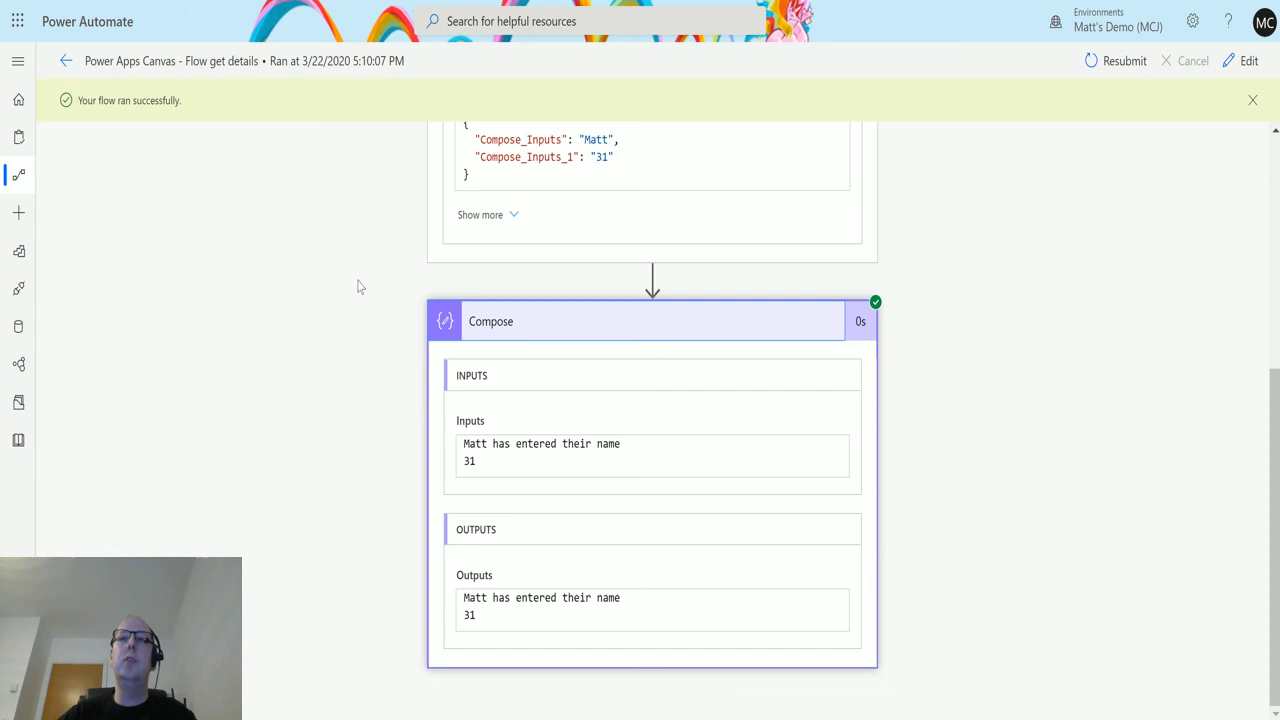 Power Automate
Search for helpful resources
Environments
Matt's Demo (MCJ)
?
MC
Power Apps Canvas - Flow get details • Ran at 3/22/2020 5:10:07 PM
Resubmit
Cancel
Edit
Your flow ran successfully.
{
"Compose_Inputs": "Matt",
"Compose_Inputs_1": "31"
}
Show more
Compose
0s
INPUTS
Inputs
Matt has entered their name
31
OUTPUTS
Outputs
Matt has entered their name
31